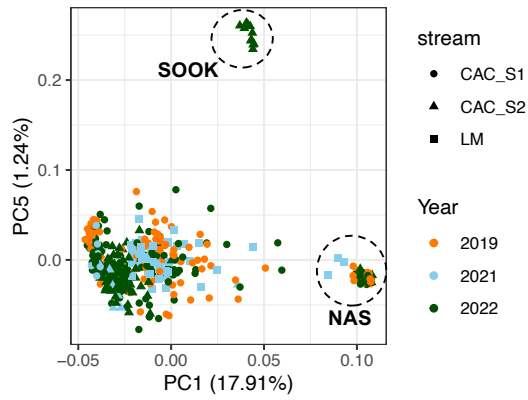 SOOK
NAS
0.2
0.1
0.0
−0.05
0.00
0.05
0.10
PC5 (1.24%)
PC1 (17.91%)
stream
CAC_S1
CAC_S2
LM
Year
2019
2021
2022